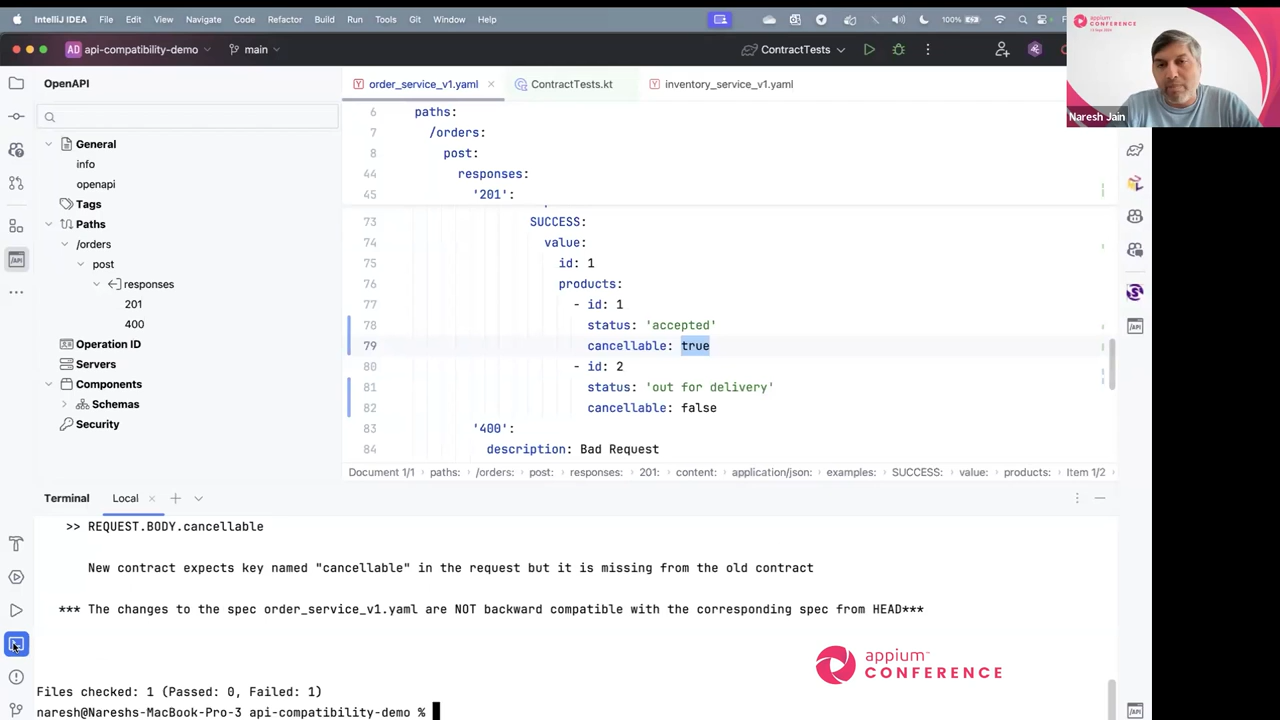 IntelliJ IDEA File Edit View Navigate Code Refactor Build Run Tools Git Window Help 100%
AD api-compatibility-demo main ContractTests
appium CONFERENCE
Naresh Jain
OpenAPI
order_service_v1.yaml ContractTests.kt inventory_service_v1.yaml
General
info
openapi
Tags
Paths
/orders
post
responses
201
400
Operation ID
Servers
Components
Schemas
Security
6 paths:
7 /orders:
8 post:
44 responses:
45 '201':
73 SUCCESS:
74 value:
75 id: 1
76 products:
77 - id: 1
78 status: 'accepted'
79 cancellable: true
80 - id: 2
81 status: 'out for delivery'
82 cancellable: false
83 '400':
84 description: Bad Request
Document 1/1 paths: /orders: post: responses: 201: content: application/json: examples: SUCCESS: value: products: Item 1/2
Terminal Local
>> REQUEST.BODY.cancellable
New contract expects key named "cancellable" in the request but it is missing from the old contract
*** The changes to the spec order_service_v1.yaml are NOT backward compatible with the corresponding spec from HEAD***
appium™
CONFERENCE
Files checked: 1 (Passed: 0, Failed: 1)
naresh@Nareshs-MacBook-Pro-3 api-compatibility-demo %